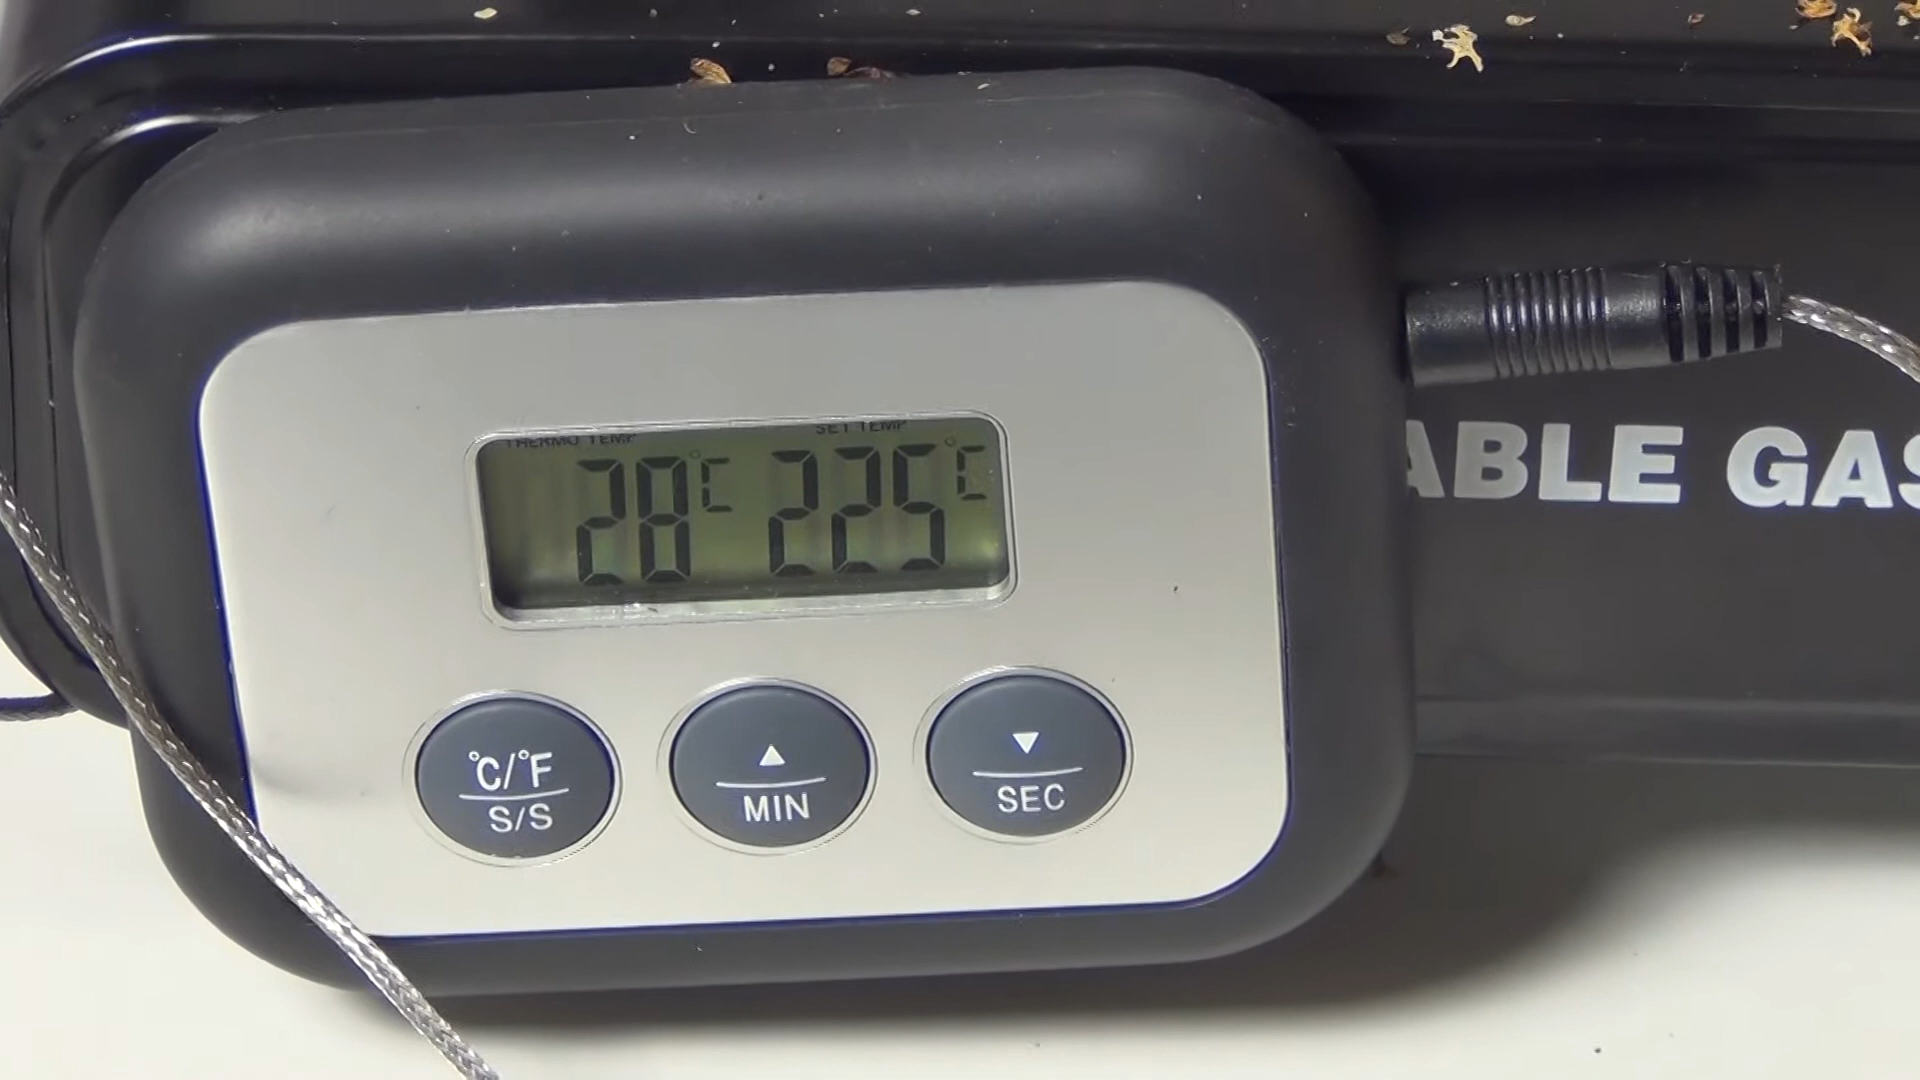 THERMO TEMP SET TEMP
28°C 225°C
ABLE GAS
°C/°F
S/S
▲
MIN
▼
SEC